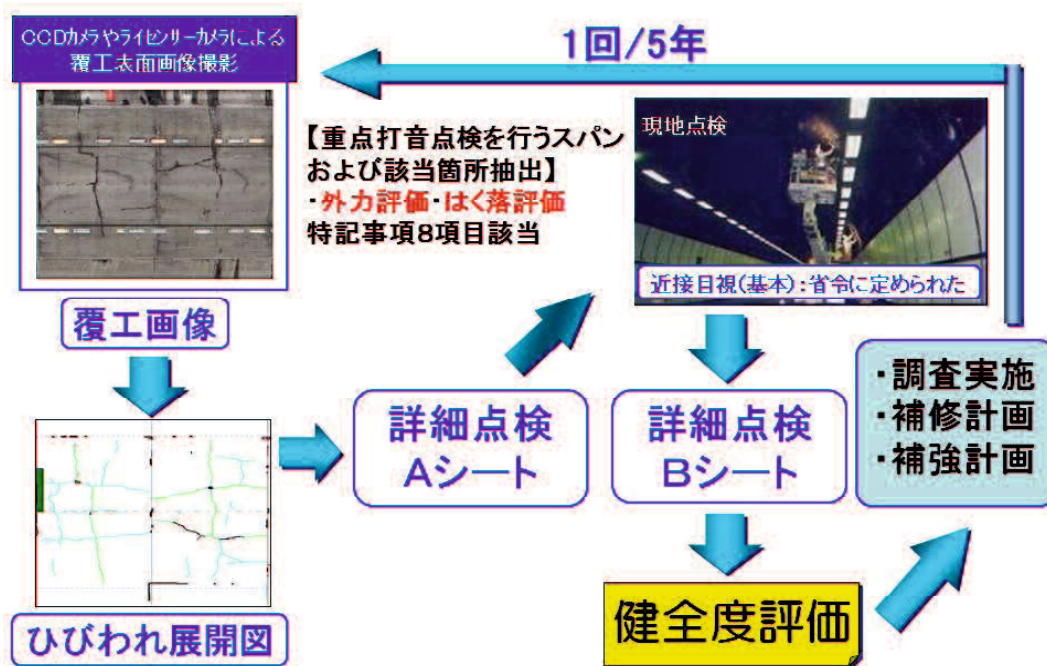 CCDカメラやライセンサーカメラによる
覆工表面画像撮影
1回/5年
【重点打音点検を行うスパン
および該当箇所抽出】
・外力評価・はく落評価
特記事項8項目該当
現地点検
近接目視(基本):省令に定められた
覆工画像
詳細点検
Aシート
詳細点検
Bシート
・調査実施
・補修計画
・補強計画
ひびわれ展開図
健全度評価